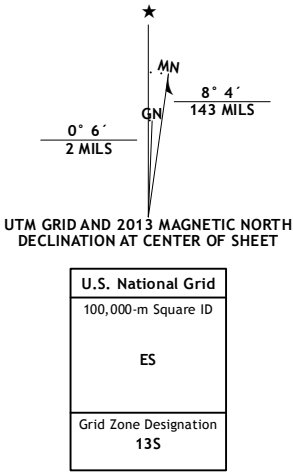 ★
MN
8° 4´
143 MILS
GN
0° 6´
2 MILS
UTM GRID AND 2013 MAGNETIC NORTH
DECLINATION AT CENTER OF SHEET
U.S. National Grid
100,000-m Square ID
ES
Grid Zone Designation
13S